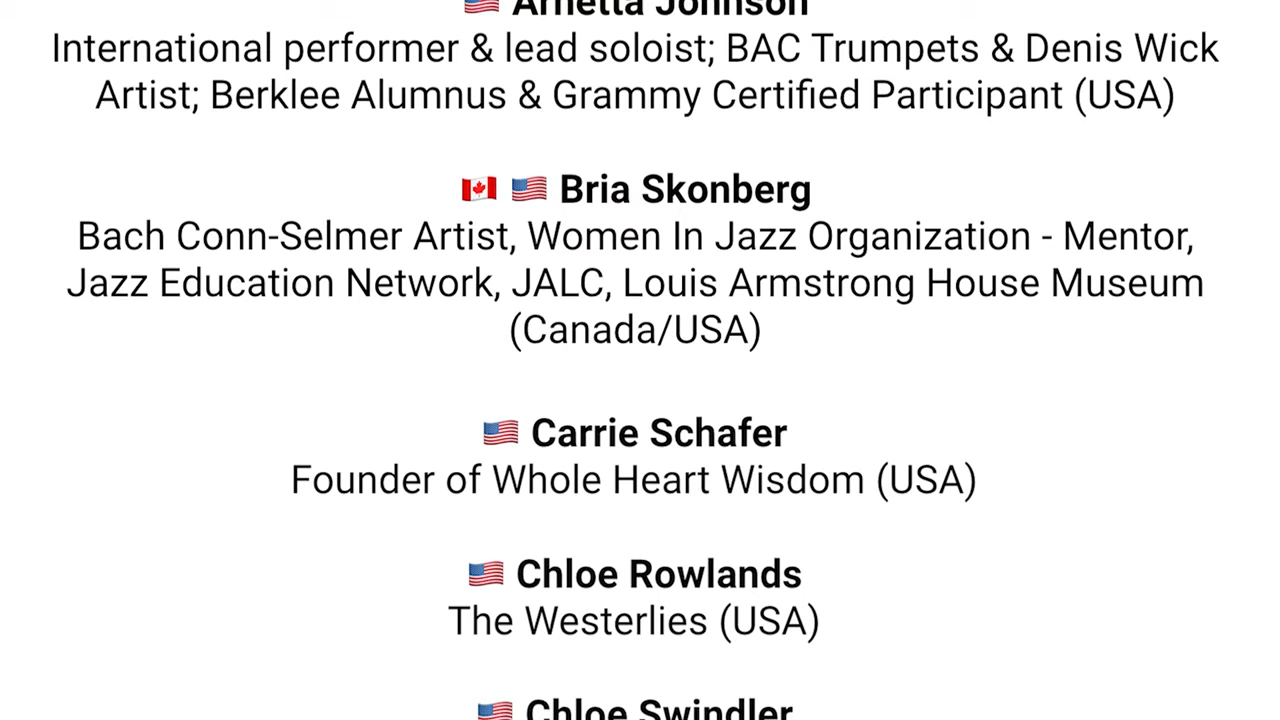 🇺🇸 Arnetta Johnson
International performer & lead soloist; BAC Trumpets & Denis Wick
Artist; Berklee Alumnus & Grammy Certified Participant (USA)
🇨🇦 🇺🇸 Bria Skonberg
Bach Conn-Selmer Artist, Women In Jazz Organization - Mentor,
Jazz Education Network, JALC, Louis Armstrong House Museum
(Canada/USA)
🇺🇸 Carrie Schafer
Founder of Whole Heart Wisdom (USA)
🇺🇸 Chloe Rowlands
The Westerlies (USA)
🇺🇸 Chloe Swindler